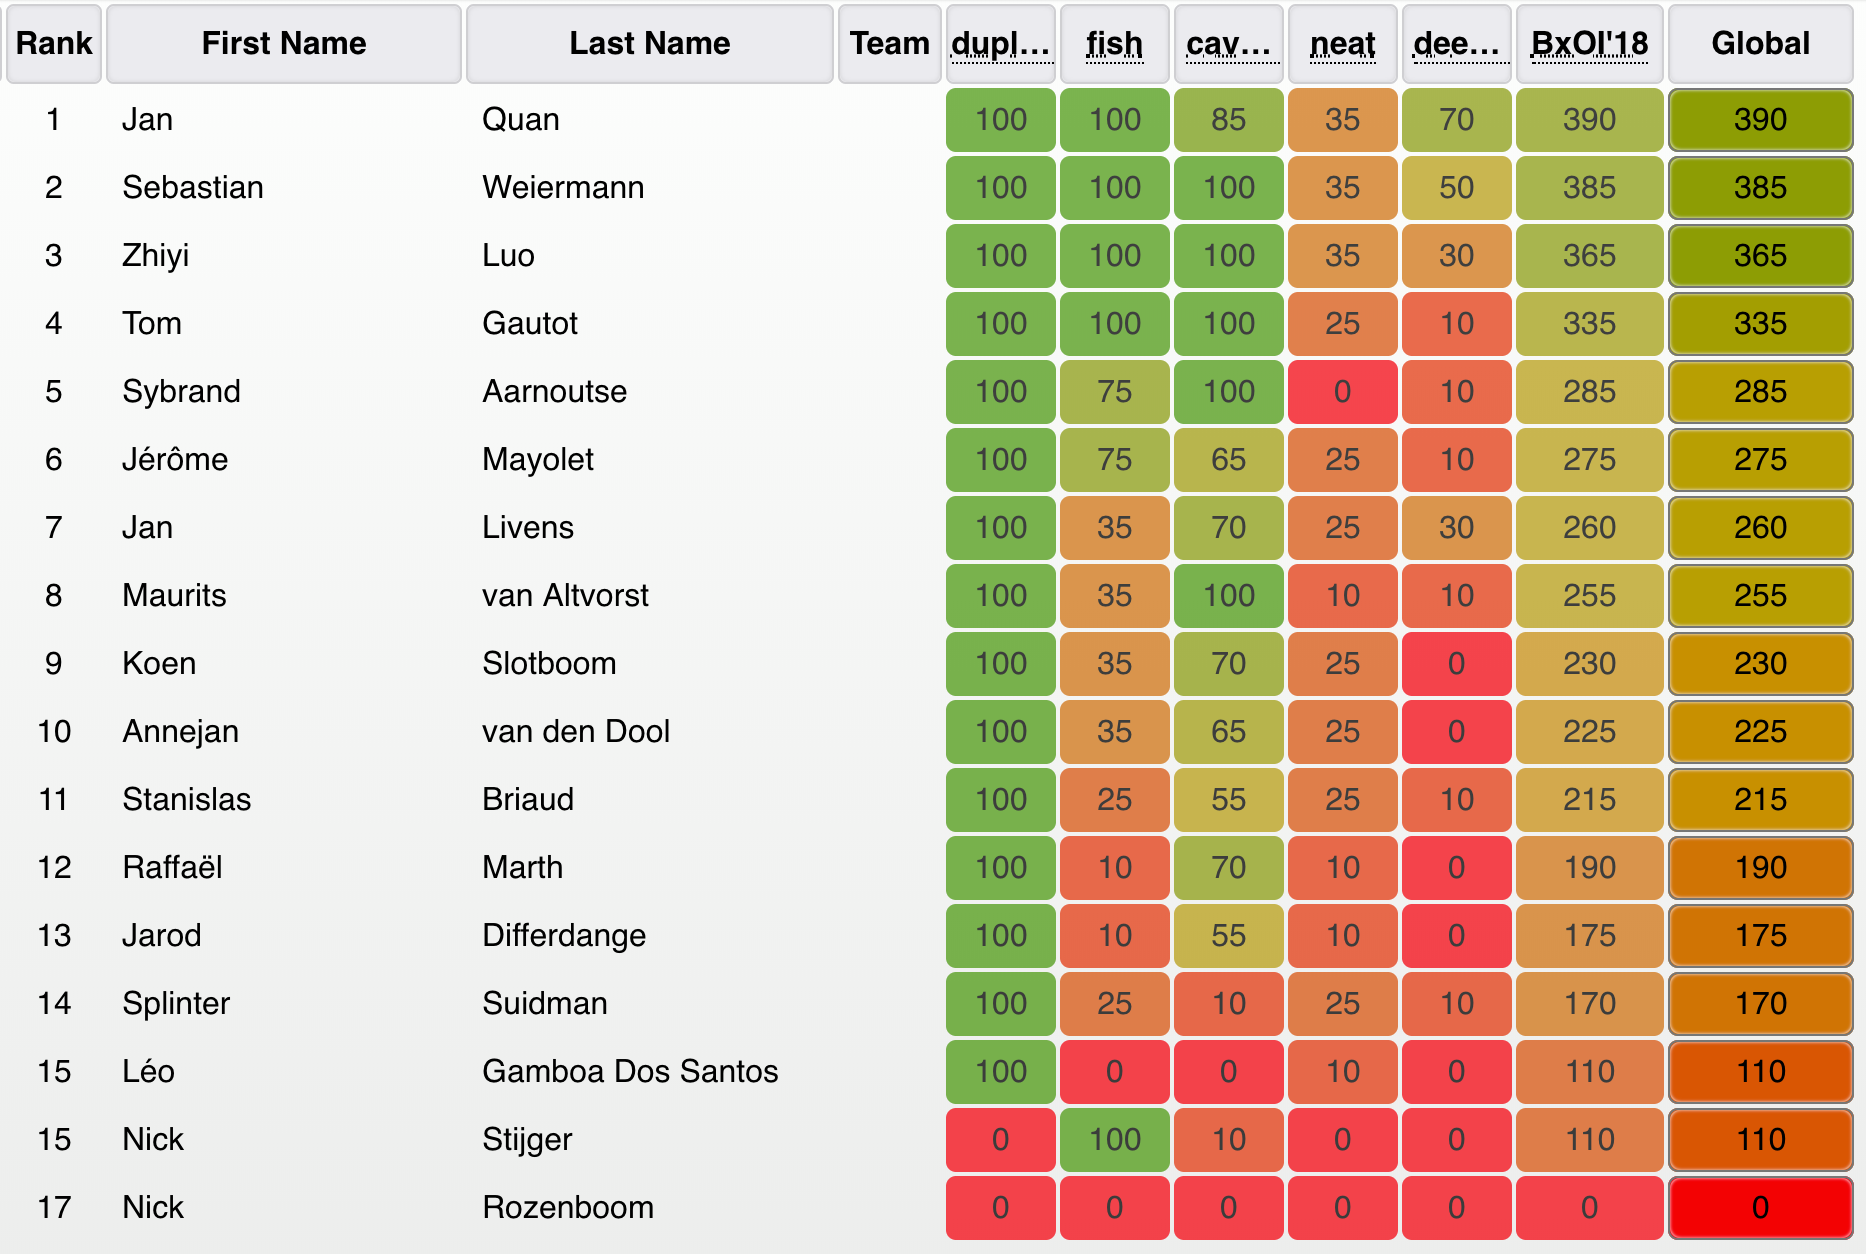 Rank First Name Last Name Team dupl... fish cav... neat dee... BxOI'18 Global
1 Jan Quan 100 100 85 35 70 390 390
2 Sebastian Weiermann 100 100 100 35 50 385 385
3 Zhiyi Luo 100 100 100 35 30 365 365
4 Tom Gautot 100 100 100 25 10 335 335
5 Sybrand Aarnoutse 100 75 100 0 10 285 285
6 Jérôme Mayolet 100 75 65 25 10 275 275
7 Jan Livens 100 35 70 25 30 260 260
8 Maurits van Altvorst 100 35 100 10 10 255 255
9 Koen Slotboom 100 35 70 25 0 230 230
10 Annejan van den Dool 100 35 65 25 0 225 225
11 Stanislas Briaud 100 25 55 25 10 215 215
12 Raffaël Marth 100 10 70 10 0 190 190
13 Jarod Differdange 100 10 55 10 0 175 175
14 Splinter Suidman 100 25 10 25 10 170 170
15 Léo Gamboa Dos Santos 100 0 0 10 0 110 110
15 Nick Stijger 0 100 10 0 0 110 110
17 Nick Rozenboom 0 0 0 0 0 0 0